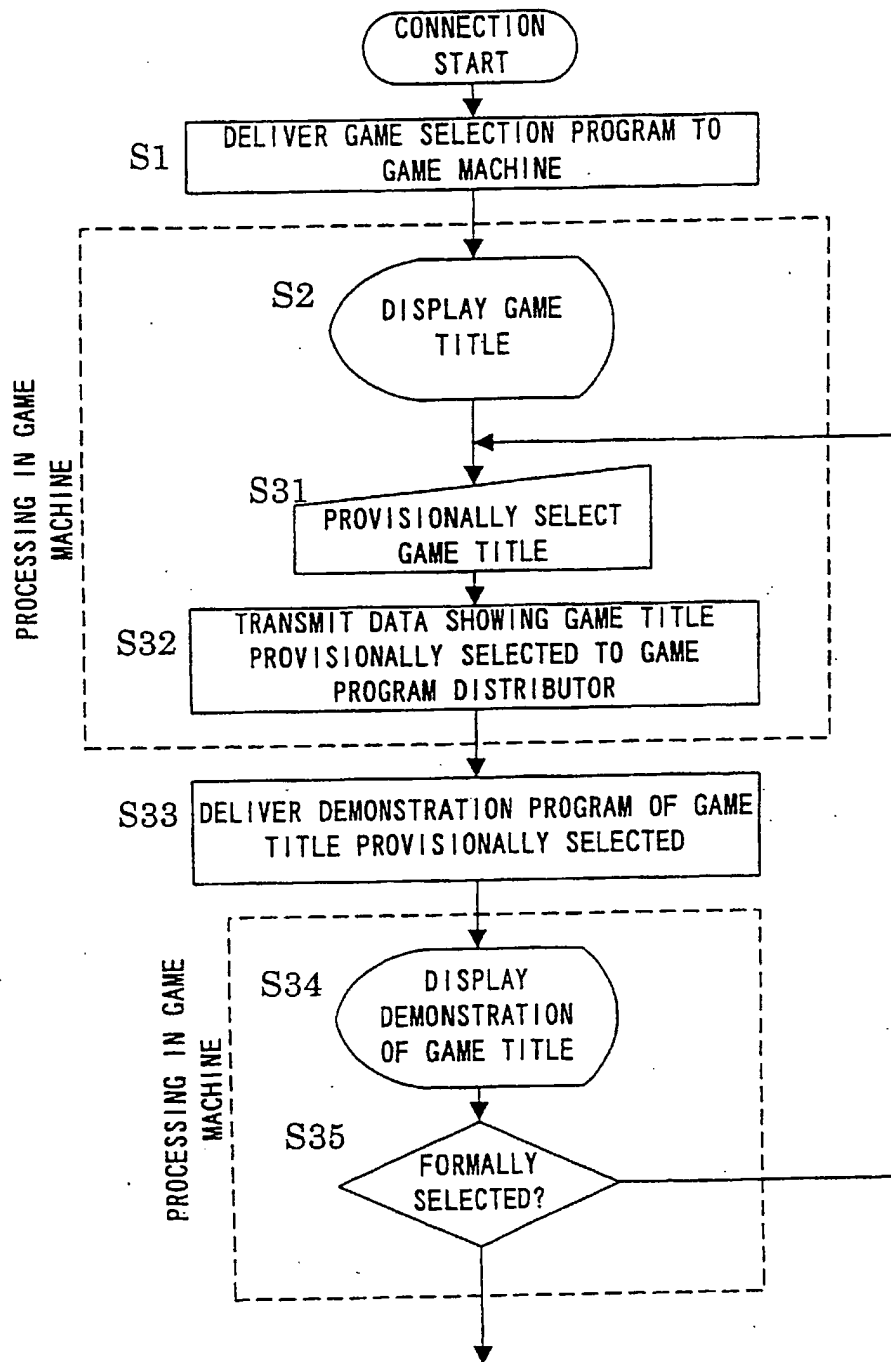 CONNECTION
START
S1
DELIVER GAME SELECTION PROGRAM TO
GAME MACHINE
PROCESSING IN GAME
MACHINE
S2
DISPLAY GAME
TITLE
S31
PROVISIONALLY SELECT
GAME TITLE
S32
TRANSMIT DATA SHOWING GAME TITLE
PROVISIONALLY SELECTED TO GAME
PROGRAM DISTRIBUTOR
S33
DELIVER DEMONSTRATION PROGRAM OF GAME
TITLE PROVISIONALLY SELECTED
PROCESSING IN GAME
MACHINE
S34
DISPLAY
DEMONSTRATION
OF GAME TITLE
S35
FORMALLY
SELECTED?